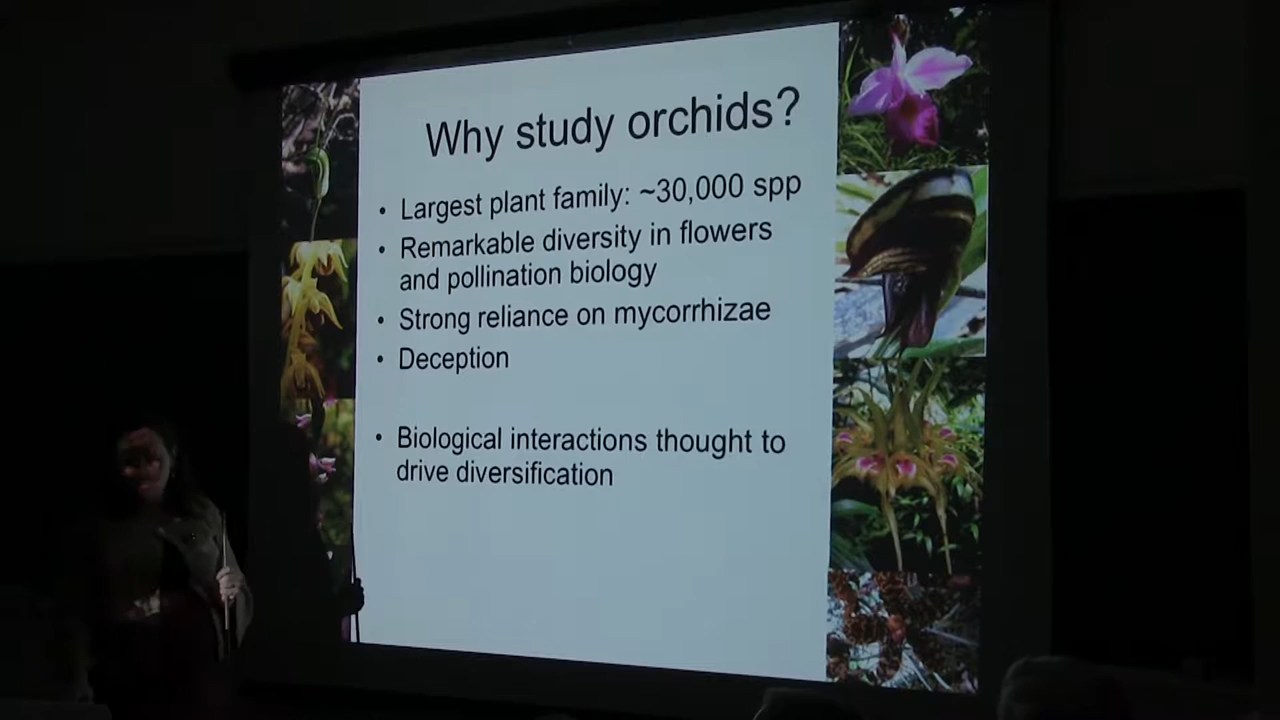 Why study orchids?
• Largest plant family: ~30,000 spp
• Remarkable diversity in flowers
and pollination biology
• Strong reliance on mycorrhizae
• Deception
• Biological interactions thought to
drive diversification